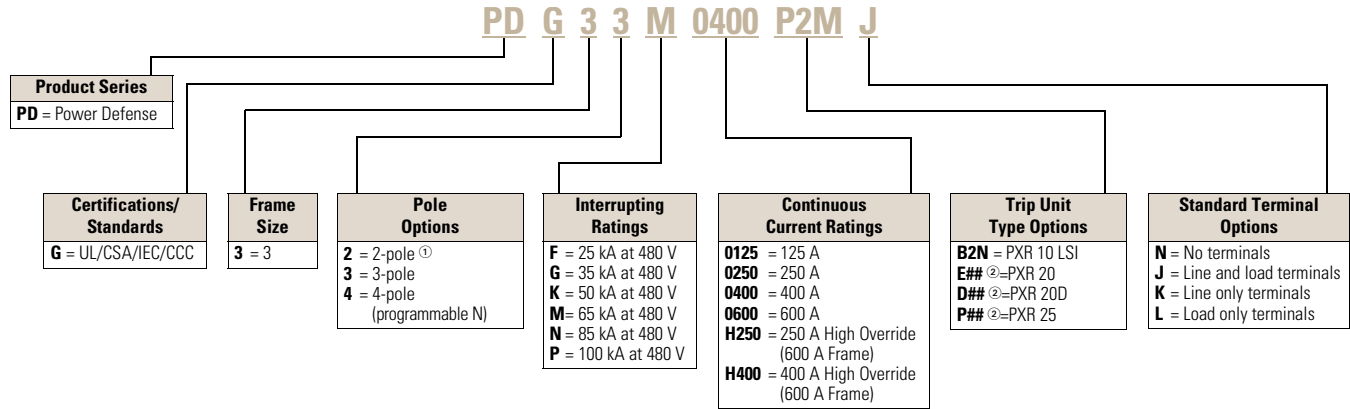 PD G 3 3 M 0400 P2M J
Product Series
PD = Power Defense
Certifications/
Standards
G = UL/CSA/IEC/CCC
Frame
Size
3 = 3
Pole
Options
2 = 2-pole ①
3 = 3-pole
4 = 4-pole
(programmable N)
Interrupting
Ratings
F = 25 kA at 480 V
G = 35 kA at 480 V
K = 50 kA at 480 V
M= 65 kA at 480 V
N = 85 kA at 480 V
P = 100 kA at 480 V
Continuous
Current Ratings
0125 = 125 A
0250 = 250 A
0400 = 400 A
0600 = 600 A
H250 = 250 A High Override
(600 A Frame)
H400 = 400 A High Override
(600 A Frame)
Trip Unit
Type Options
B2N = PXR 10 LSI
E## ②=PXR 20
D## ②=PXR 20D
P## ②=PXR 25
Standard Terminal
Options
N = No terminals
J = Line and load terminals
K = Line only terminals
L = Load only terminals